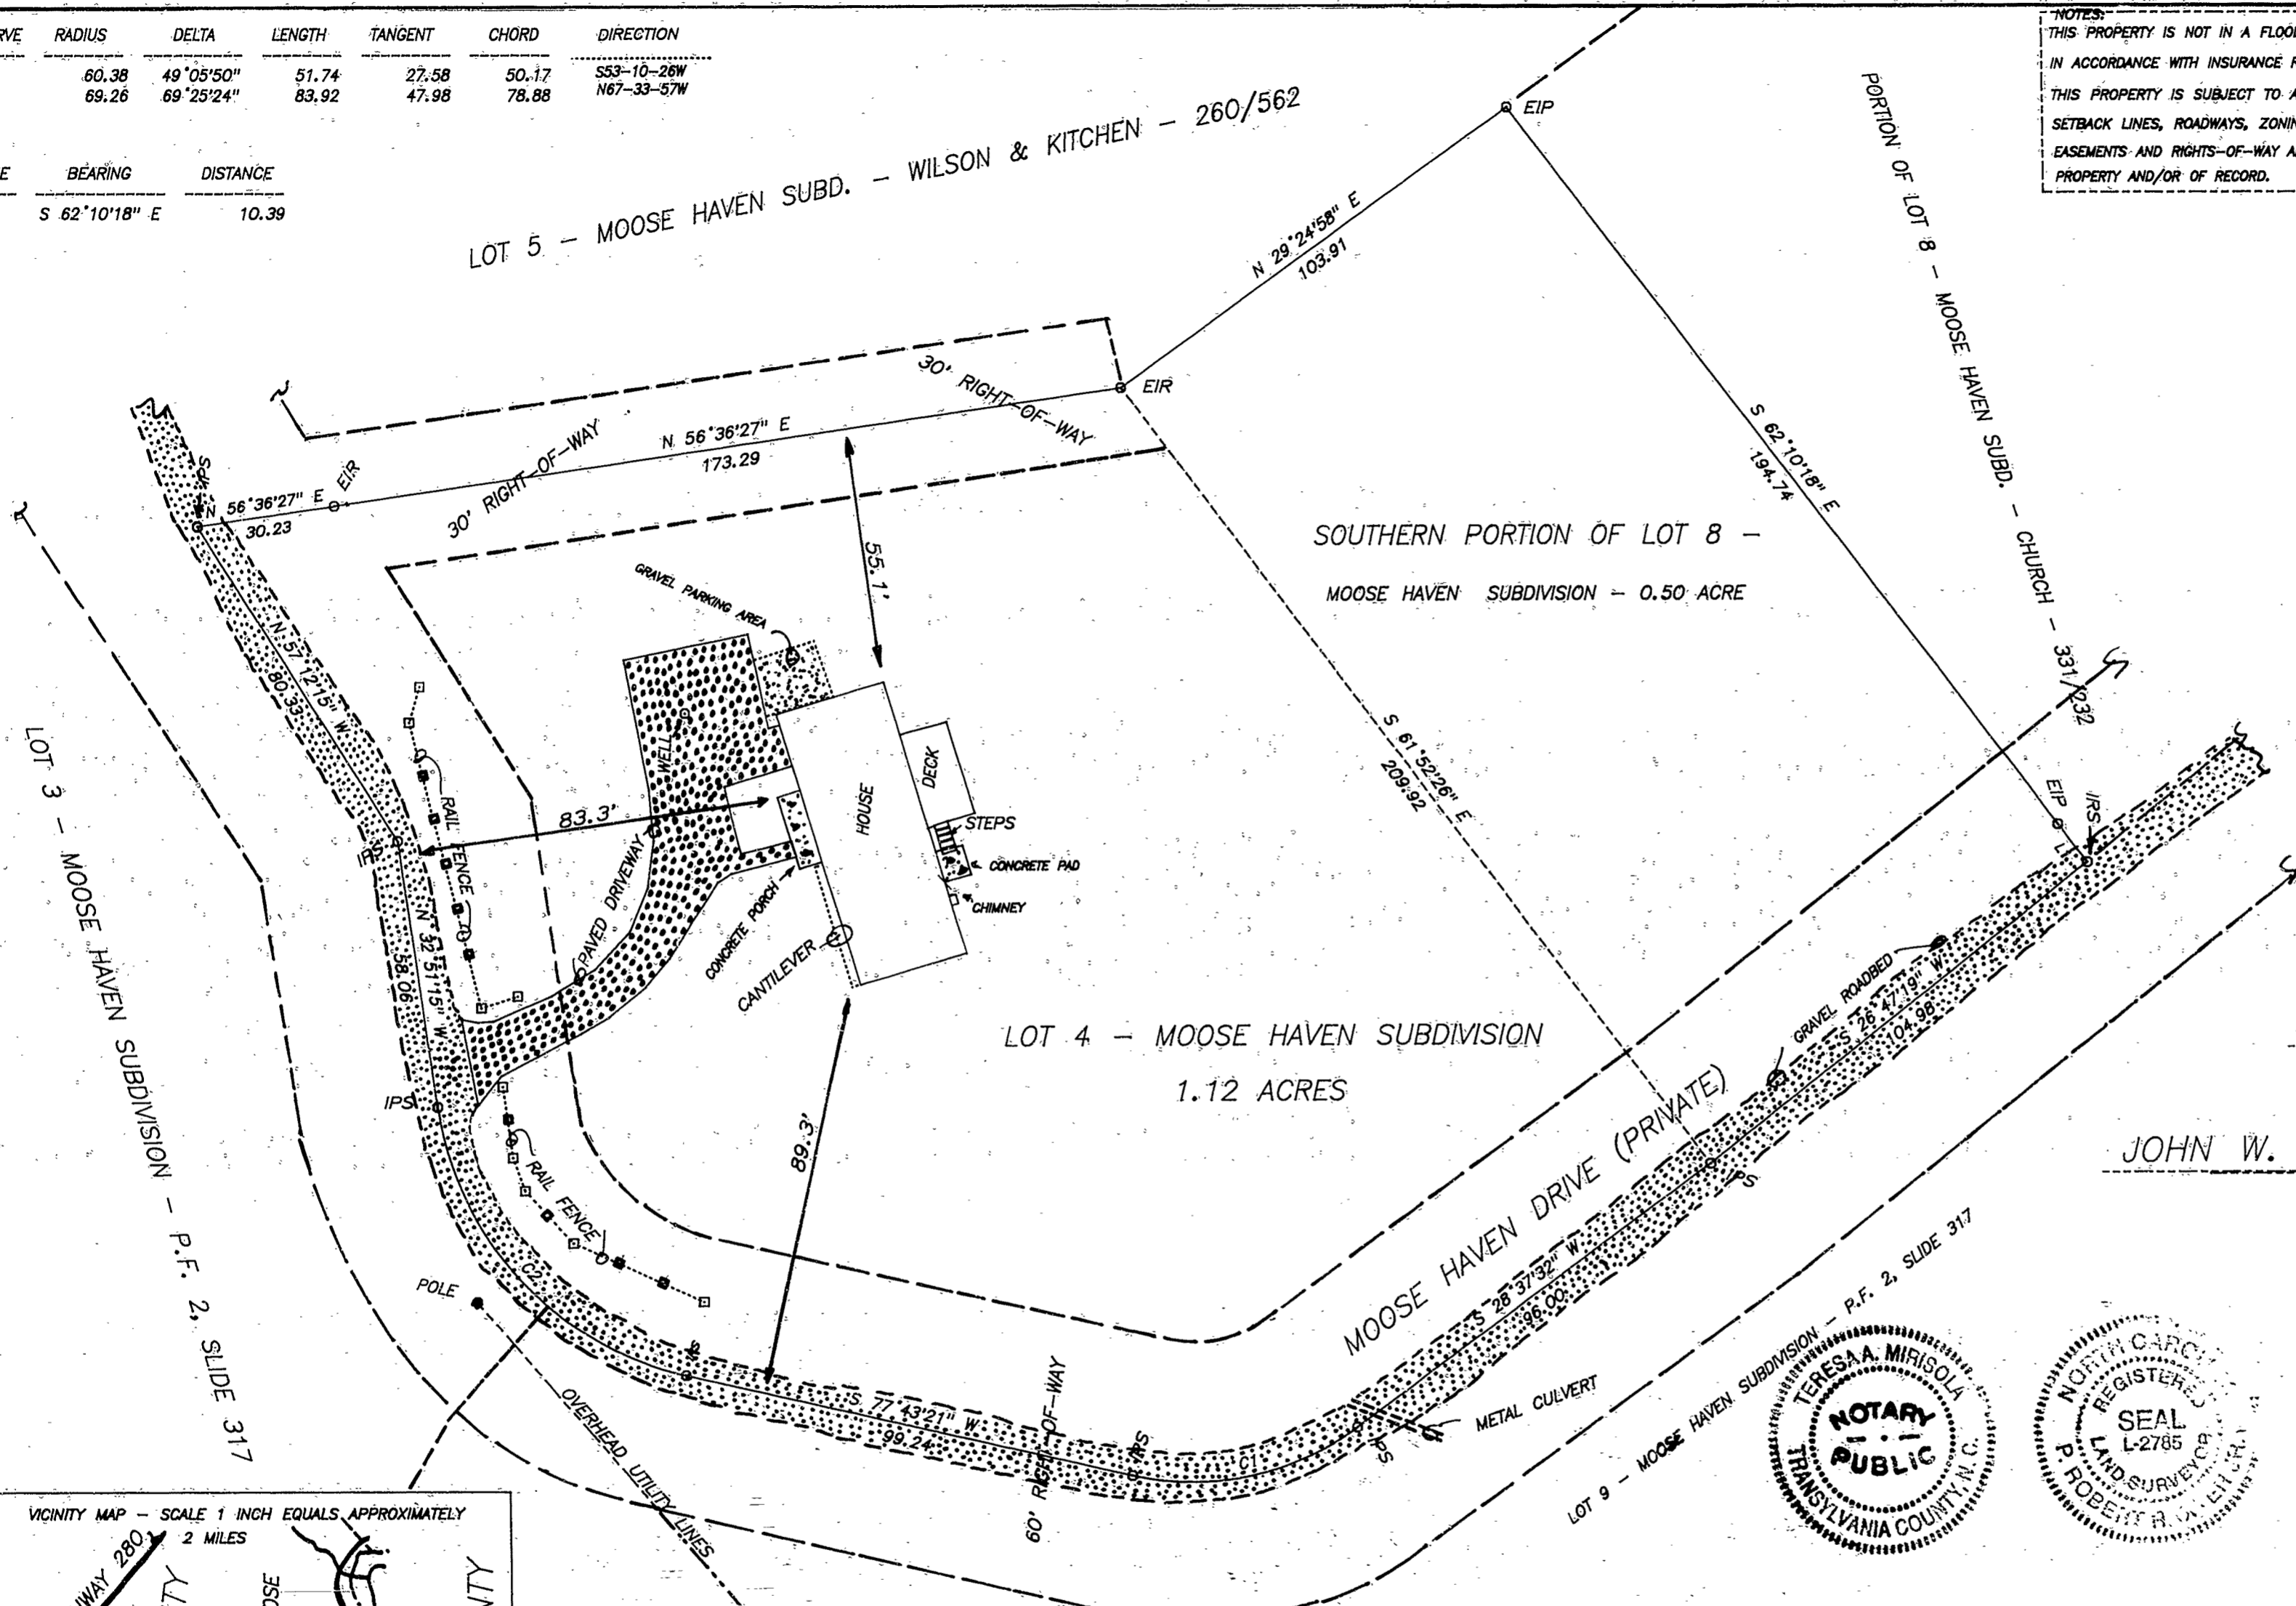 RVE RADIUS DELTA LENGTH TANGENT CHORD DIRECTION
60.38 49°05'50" 51.74 27.58 50.17 S53-10-26W
69.26 69°25'24" 83.92 47.98 78.88 N67-33-57W
E BEARING DISTANCE
S 62°10'18" E 10.39
NOTES:
THIS PROPERTY IS NOT IN A FLOO
IN ACCORDANCE WITH INSURANCE
THIS PROPERTY IS SUBJECT TO A
SETBACK LINES, ROADWAYS, ZONIN
EASEMENTS AND RIGHTS-OF-WAY A
PROPERTY AND/OR OF RECORD.
LOT 5 - MOOSE HAVEN SUBD. - WILSON & KITCHEN - 260/562
EIP
PORTION OF LOT 8 - MOOSE HAVEN SUBD. - CHURCH - 331/232
N 29°24'58" E
103.91
EIR
30' RIGHT-OF-WAY
N 56°36'27" E
173.29
EIR
30' RIGHT-OF-WAY
N 56°36'27" E
30.23
S 62°10'18" E
194.74
SOUTHERN PORTION OF LOT 8 -
MOOSE HAVEN SUBDIVISION - 0.50 ACRE
55.1'
GRAVEL PARKING AREA
N 57°12'15" W
80.33
WELL
DECK
HOUSE
STEPS
CONCRETE PAD
CHIMNEY
83.3'
RAIL FENCE
PAVED DRIVEWAY
CONCRETE PORCH
CANTILEVER
S 61°52'26" E
209.92
EIP
IRS
L1
N 32°51'15" W
58.06
IPS
LOT 3 - MOOSE HAVEN SUBDIVISION - P.F. 2, SLIDE 317
LOT 4 - MOOSE HAVEN SUBDIVISION
1.12 ACRES
89.3'
RAIL FENCE
C2
POLE
OVERHEAD UTILITY LINES
GRAVEL ROADBED
S 26°47'19" W
104.98
MOOSE HAVEN DRIVE (PRIVATE)
IPS
S 28°37'32" W
96.00
JOHN W.
S 77°43'21" W
99.24
60' RIGHT-OF-WAY
IRS
C1
METAL CULVERT
IPS
LOT 9 - MOOSE HAVEN SUBDIVISION - P.F. 2, SLIDE 317
TERESA A. MIRISOLA
NOTARY
PUBLIC
TRANSYLVANIA COUNTY, N.C.
NORTH CARO
REGISTERED
SEAL
L-2785
LAND SURVEYOR
P. ROBERT R.
VICINITY MAP - SCALE 1 INCH EQUALS APPROXIMATELY
2 MILES
WAY 280